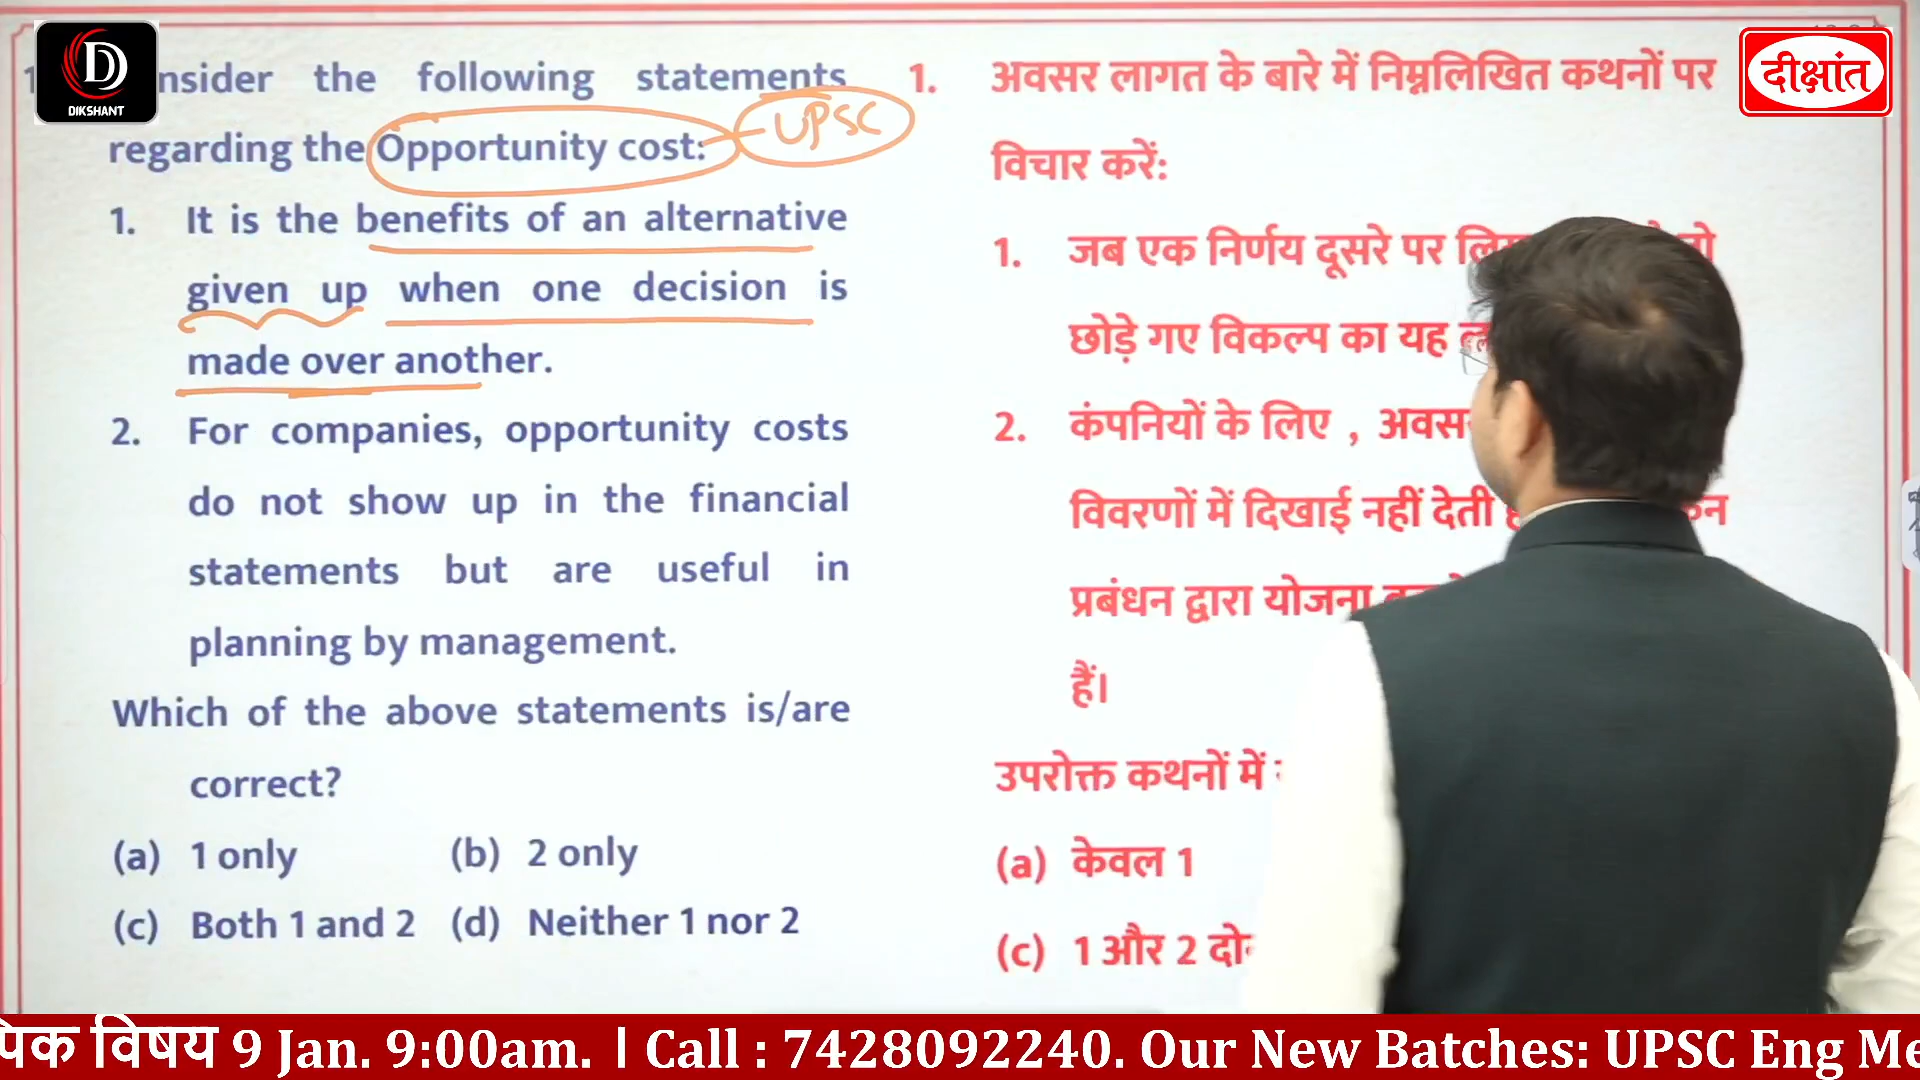 DIKSHANT
दीक्षांत
nsider the following statements
regarding the Opportunity cost:
UPSC
1. It is the benefits of an alternative
given up when one decision is
made over another.
2. For companies, opportunity costs
do not show up in the financial
statements but are useful in
planning by management.
Which of the above statements is/are
correct?
(a) 1 only (b) 2 only
(c) Both 1 and 2 (d) Neither 1 nor 2
1. अवसर लागत के बारे में निम्नलिखित कथनों पर
विचार करें:
1. जब एक निर्णय दूसरे पर
छोड़े गए विकल्प का यह
2. कंपनियों के लिए ,
विवरणों में दिखाई नहीं देती
प्रबंधन द्वारा योजना
हैं।
उपरोक्त कथनों में
(a) केवल 1
(c) 1 और 2
विषय 9 Jan. 9:00am. । Call : 7428092240. Our New Batches: UPSC Eng